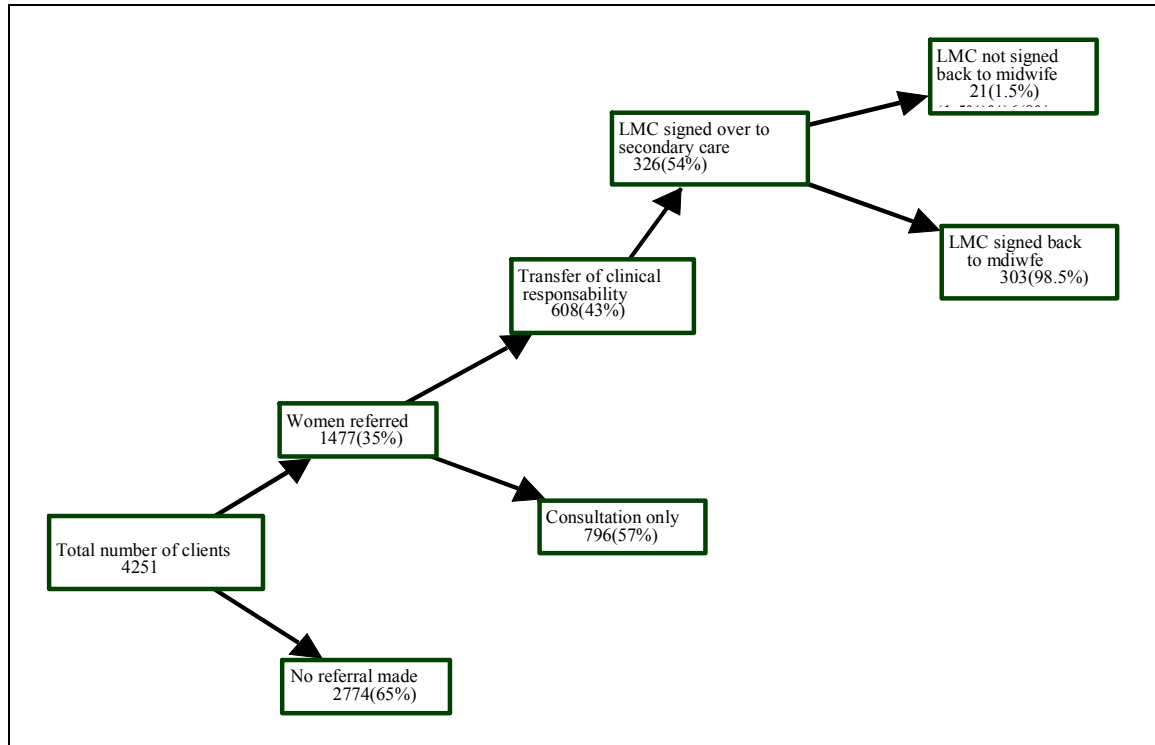 LMC not signed
back to midwife
21(1.5%)
LMC signed over to
secondary care
326(54%)
LMC signed back
to mdiwfe
303(98.5%)
Transfer of clinical
responsability
608(43%)
Women referred
1477(35%)
Consultation only
796(57%)
Total number of clients
4251
No referral made
2774(65%)